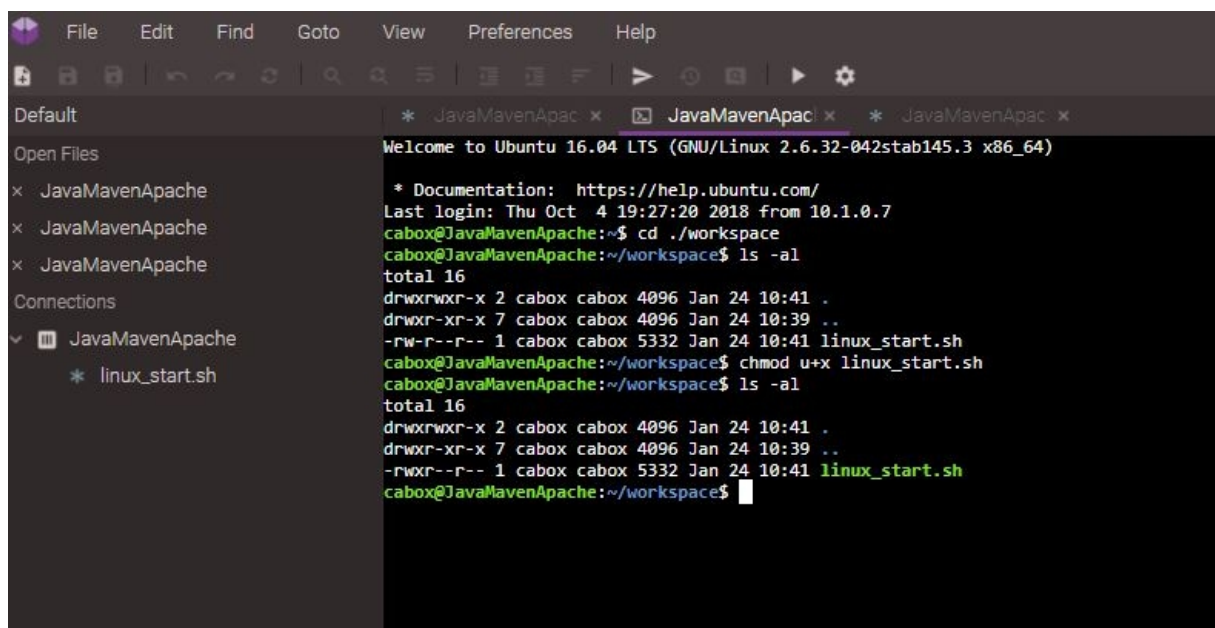 File Edit Find Goto View Preferences Help
Default
JavaMavenApac × JavaMavenApac × JavaMavenApac ×
Open Files
× JavaMavenApache
× JavaMavenApache
× JavaMavenApache
Connections
JavaMavenApache
* linux_start.sh
Welcome to Ubuntu 16.04 LTS (GNU/Linux 2.6.32-042stab145.3 x86_64)
* Documentation: https://help.ubuntu.com/
Last login: Thu Oct 4 19:27:20 2018 from 10.1.0.7
cabox@JavaMavenApache:~$ cd ./workspace
cabox@JavaMavenApache:~/workspace$ ls -al
total 16
drwxrwxr-x 2 cabox cabox 4096 Jan 24 10:41 .
drwxr-xr-x 7 cabox cabox 4096 Jan 24 10:39 ..
-rw-r--r-- 1 cabox cabox 5332 Jan 24 10:41 linux_start.sh
cabox@JavaMavenApache:~/workspace$ chmod u+x linux_start.sh
cabox@JavaMavenApache:~/workspace$ ls -al
total 16
drwxrwxr-x 2 cabox cabox 4096 Jan 24 10:41 .
drwxr-xr-x 7 cabox cabox 4096 Jan 24 10:39 ..
-rwxr--r-- 1 cabox cabox 5332 Jan 24 10:41 linux_start.sh
cabox@JavaMavenApache:~/workspace$